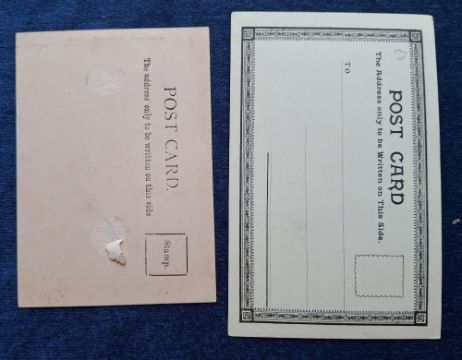 POST CARD.
The address only to be written on this side
Stamp.
POST CARD
The Address only to be Written on This Side.
To